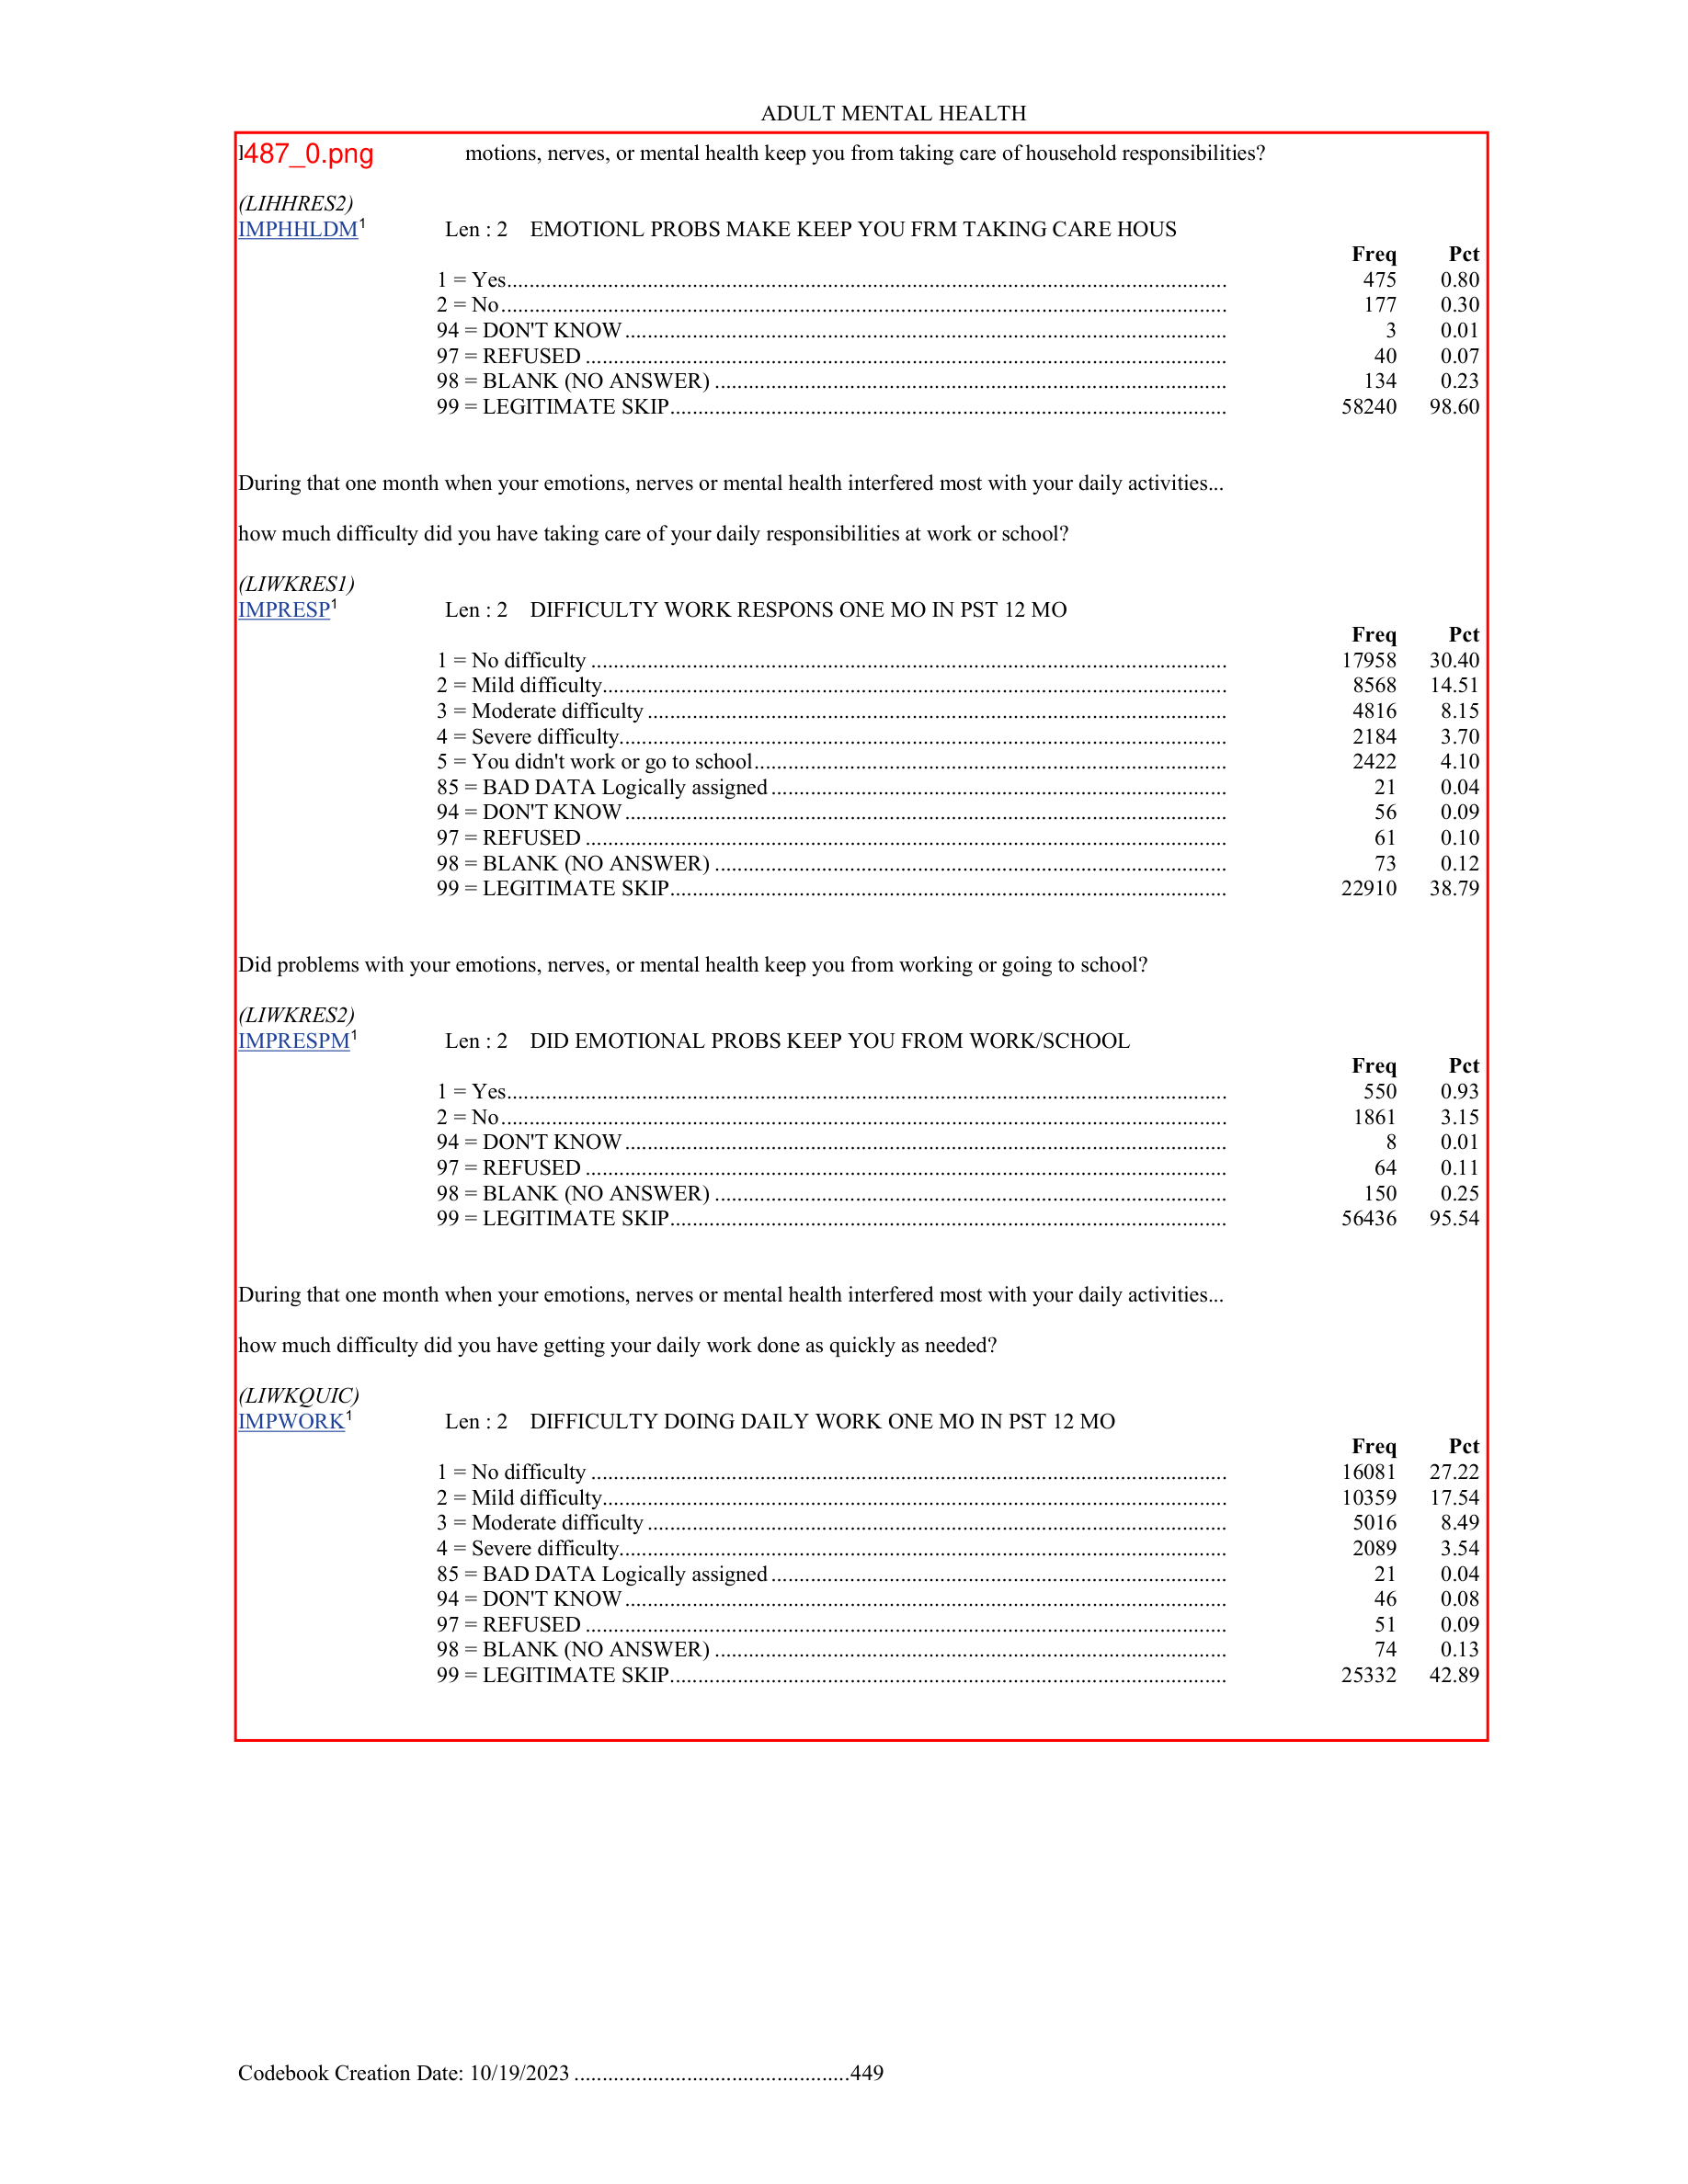 ADULT MENTAL HEALTH
487_0.png motions, nerves, or mental health keep you from taking care of household responsibilities?
(LIHHRES2)
IMPHHLDM1 Len : 2 EMOTIONL PROBS MAKE KEEP YOU FRM TAKING CARE HOUS
Freq Pct
1 = Yes 475 0.80
2 = No 177 0.30
94 = DON'T KNOW 3 0.01
97 = REFUSED 40 0.07
98 = BLANK (NO ANSWER) 134 0.23
99 = LEGITIMATE SKIP 58240 98.60
During that one month when your emotions, nerves or mental health interfered most with your daily activities...
how much difficulty did you have taking care of your daily responsibilities at work or school?
(LIWKRES1)
IMPRESP1 Len : 2 DIFFICULTY WORK RESPONS ONE MO IN PST 12 MO
Freq Pct
1 = No difficulty 17958 30.40
2 = Mild difficulty 8568 14.51
3 = Moderate difficulty 4816 8.15
4 = Severe difficulty 2184 3.70
5 = You didn't work or go to school 2422 4.10
85 = BAD DATA Logically assigned 21 0.04
94 = DON'T KNOW 56 0.09
97 = REFUSED 61 0.10
98 = BLANK (NO ANSWER) 73 0.12
99 = LEGITIMATE SKIP 22910 38.79
Did problems with your emotions, nerves, or mental health keep you from working or going to school?
(LIWKRES2)
IMPRESPM1 Len : 2 DID EMOTIONAL PROBS KEEP YOU FROM WORK/SCHOOL
Freq Pct
1 = Yes 550 0.93
2 = No 1861 3.15
94 = DON'T KNOW 8 0.01
97 = REFUSED 64 0.11
98 = BLANK (NO ANSWER) 150 0.25
99 = LEGITIMATE SKIP 56436 95.54
During that one month when your emotions, nerves or mental health interfered most with your daily activities...
how much difficulty did you have getting your daily work done as quickly as needed?
(LIWKQUIC)
IMPWORK1 Len : 2 DIFFICULTY DOING DAILY WORK ONE MO IN PST 12 MO
Freq Pct
1 = No difficulty 16081 27.22
2 = Mild difficulty 10359 17.54
3 = Moderate difficulty 5016 8.49
4 = Severe difficulty 2089 3.54
85 = BAD DATA Logically assigned 21 0.04
94 = DON'T KNOW 46 0.08
97 = REFUSED 51 0.09
98 = BLANK (NO ANSWER) 74 0.13
99 = LEGITIMATE SKIP 25332 42.89
Codebook Creation Date: 10/19/2023 .................................................449